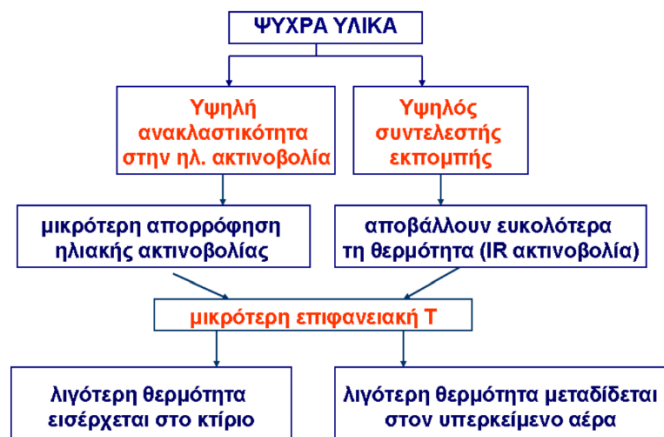 ΨΥΧΡΑ ΥΛΙΚΑ
Υψηλή
ανακλαστικότητα
στην ηλ. ακτινοβολία
Υψηλός
συντελεστής
εκπομπής
μικρότερη απορρόφηση
ηλιακής ακτινοβολίας
αποβάλλουν ευκολότερα
τη θερμότητα (IR ακτινοβολία)
μικρότερη επιφανειακή Τ
λιγότερη θερμότητα
εισέρχεται στο κτίριο
λιγότερη θερμότητα μεταδίδεται
στον υπερκείμενο αέρα